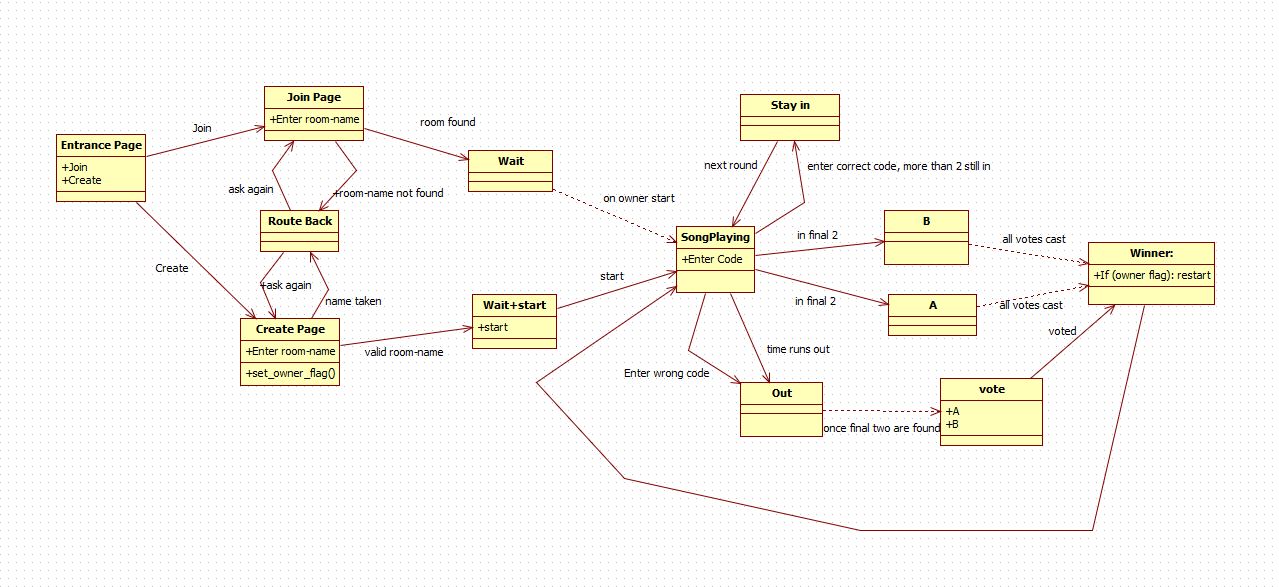 Entrance Page
+Join
+Create
Join
Create
Join Page
+Enter room-name
room found
ask again
+room-name not found
Route Back
+ask again
name taken
Create Page
+Enter room-name
+set_owner_flag()
valid room-name
Wait
on owner start
Wait+start
+start
start
Stay in
next round
enter correct code, more than 2 still in
SongPlaying
+Enter Code
in final 2
in final 2
B
A
all votes cast
all votes cast
Winner:
+If (owner flag): restart
Enter wrong code
time runs out
Out
once final two are found
vote
+A
+B
voted